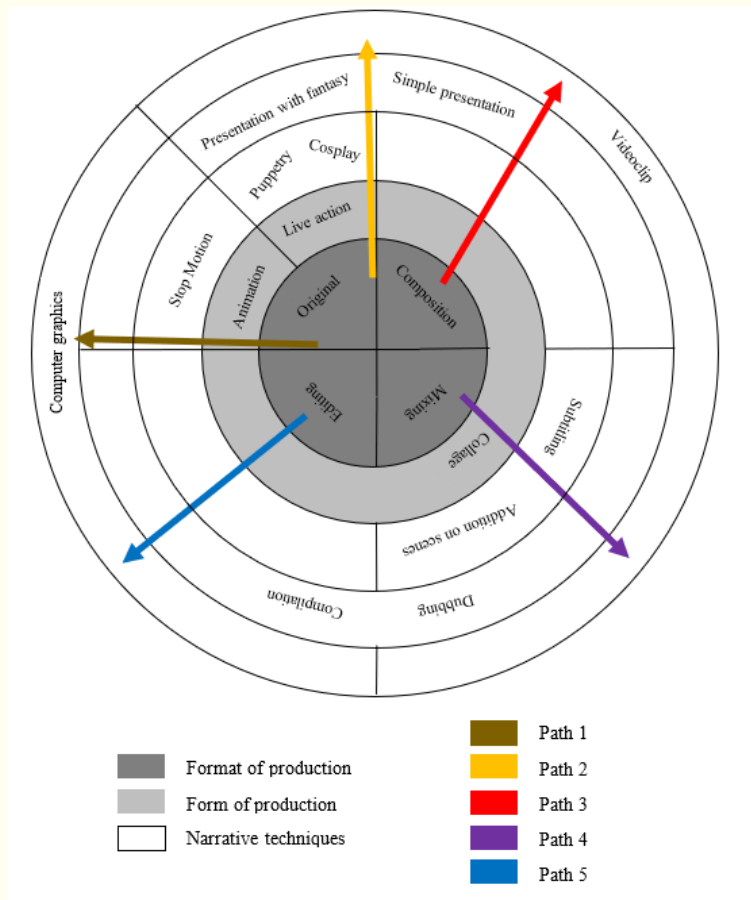 Presentation with fantasy
Simple presentation
Videoclip
Puppetry
Cosplay
Stop Motion
Live action
Animation
Original
Composition
Computer graphics
Editing
Mixing
Collage
Subtitling
Addition on scenes
Compilation
Dubbing
Format of production
Form of production
Narrative techniques
Path 1
Path 2
Path 3
Path 4
Path 5